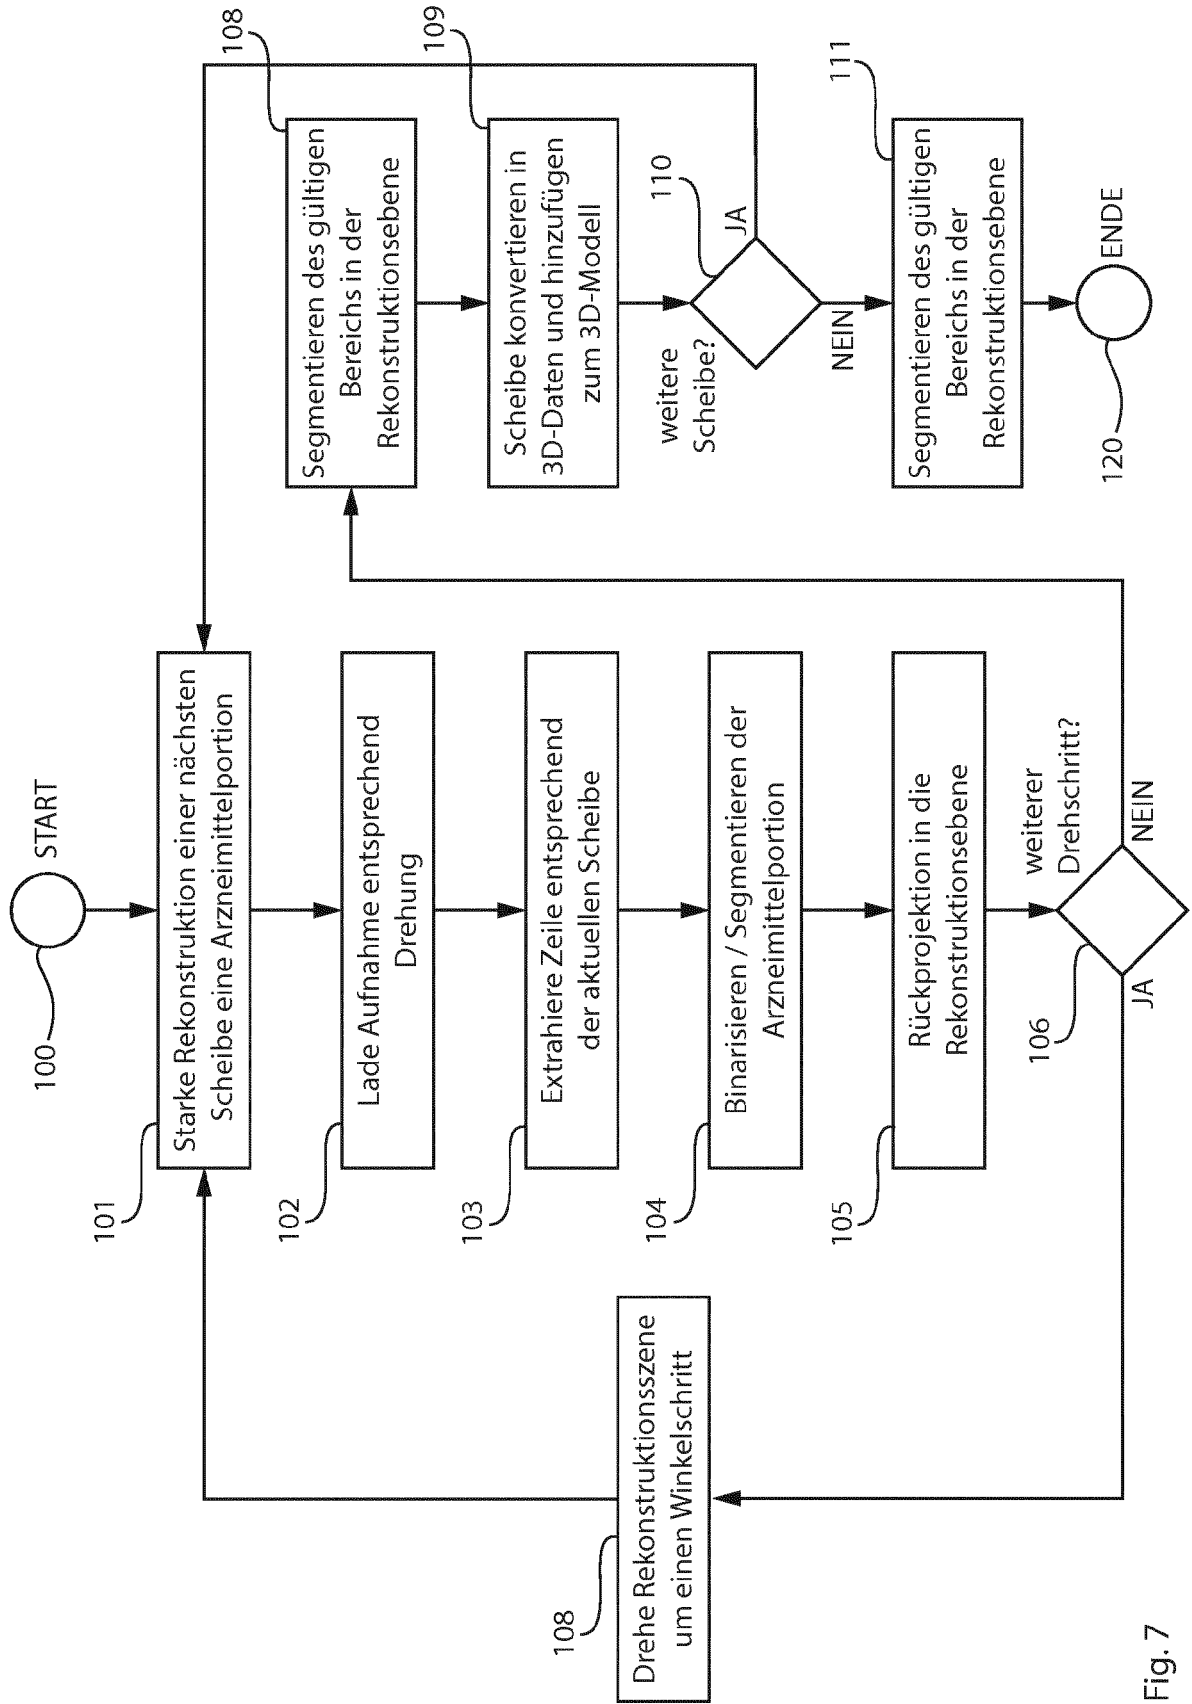 100
START
101
Starke Rekonstruktion einer nächsten
Scheibe eine Arzneimittelportion
102
Lade Aufnahme entsprechend
Drehung
103
Extrahiere Zeile entsprechend
der aktuellen Scheibe
104
Binarisieren / Segmentieren der
Arzneimittelportion
105
Rückprojektion in die
Rekonstruktionsebene
106
weiterer
Drehschritt?
JA
NEIN
108
Drehe Rekonstruktionsszene
um einen Winkelschritt
108
Segmentieren des gültigen
Bereichs in der
Rekonstruktionsebene
109
Scheibe konvertieren in
3D-Daten und hinzufügen
zum 3D-Modell
110
weitere
Scheibe?
JA
NEIN
111
Segmentieren des gültigen
Bereichs in der
Rekonstruktionsebene
120
ENDE
Fig. 7